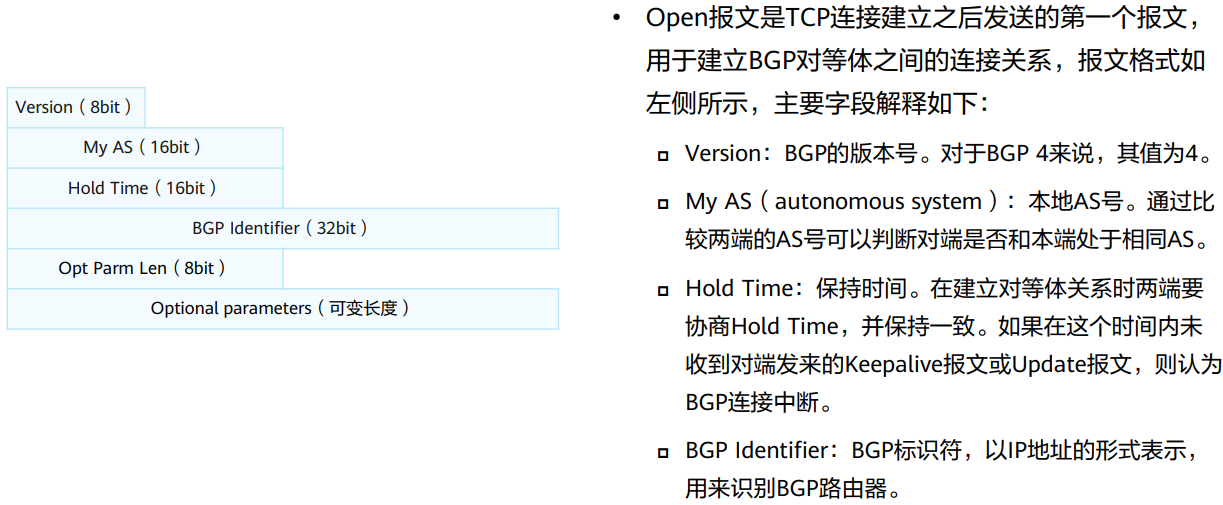 Version（8bit）
My AS（16bit）
Hold Time（16bit）
BGP Identifier（32bit）
Opt Parm Len（8bit）
Optional parameters（可变长度）
• Open报文是TCP连接建立之后发送的第一个报文，
用于建立BGP对等体之间的连接关系，报文格式如
左侧所示，主要字段解释如下：
Version：BGP的版本号。对于BGP 4来说，其值为4。
My AS（autonomous system）：本地AS号。通过比
较两端的AS号可以判断对端是否和本端处于相同AS。
Hold Time：保持时间。在建立对等体关系时两端要
协商Hold Time，并保持一致。如果在这个时间内未
收到对端发来的Keepalive报文或Update报文，则认为
BGP连接中断。
BGP Identifier：BGP标识符，以IP地址的形式表示，
用来识别BGP路由器。